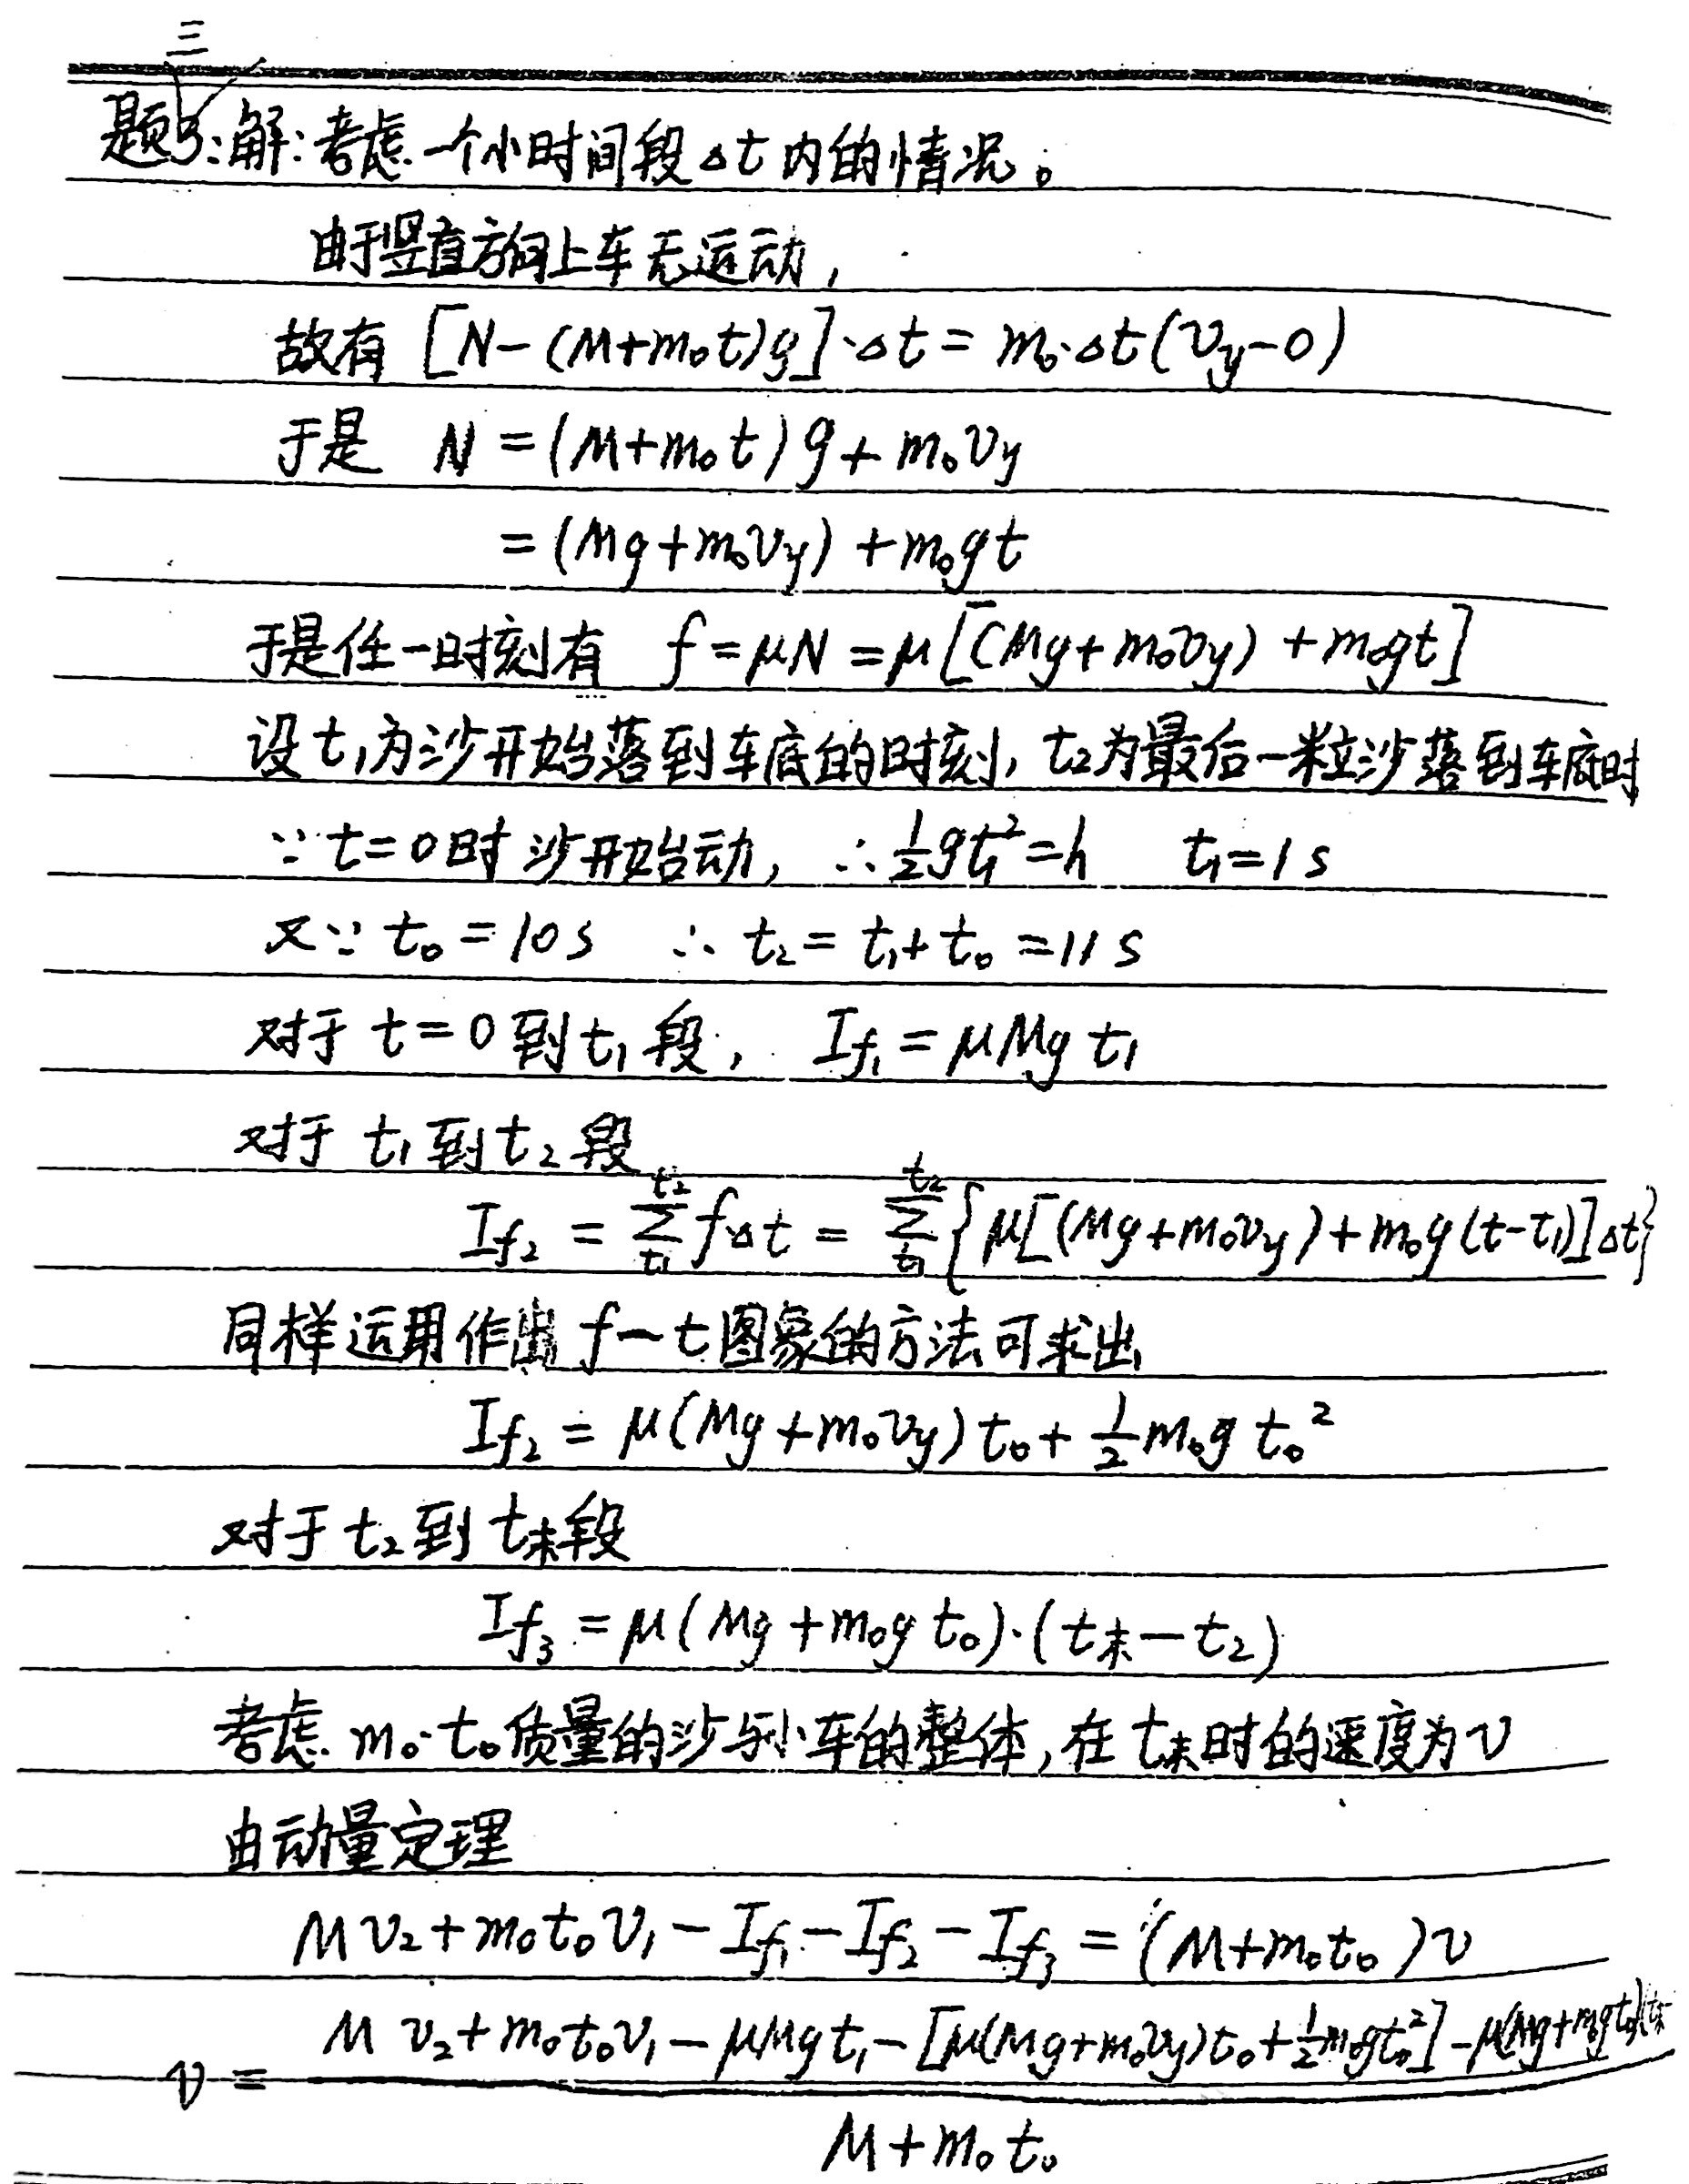 三
题3:解:考虑一个小时间段Δt内的情况。
由于竖直方向上车无运动,
故有 [N-(M+m₀t)g]·Δt = m₀·Δt(v_y-0)
于是 N =(M+m₀t)g+m₀v_y
=(Mg+m₀v_y)+m₀gt
于是任一时刻有 f=μN=μ[(Mg+m₀v_y)+m₀gt]
设t₁为沙开始落到车底的时刻,t₂为最后一粒沙落到车底时
∵t=0时沙开始动, ∴½gt₁²=h t₁=1s
又∵t₀=10s ∴t₂=t₁+t₀=11s
对于t=0到t₁段, I_f₁=μMgt₁
对于t₁到t₂段
I_f₂=∑_{t₁}^{t₂}fΔt=∑_{t₁}^{t₂}{μ[(Mg+m₀v_y)+m₀g(t-t₁)]Δt}
同样运用作出f-t图象的方法可求出
I_f₂=μ(Mg+m₀v_y)t₀+½m₀gt₀²
对于t₂到t末段
I_f₃=μ(Mg+m₀gt₀)·(t末-t₂)
考虑m₀·t₀质量的沙与小车的整体,在t末时的速度为v
由动量定理
Mv₂+m₀t₀v₁-I_f₁-I_f₂-I_f₃=(M+m₀t₀)v
v= Mv₂+m₀t₀v₁-μMgt₁-[μ(Mg+m₀v_y)t₀+½m₀gt₀²]-μ(Mg+m₀gt₀)
M+m₀t₀